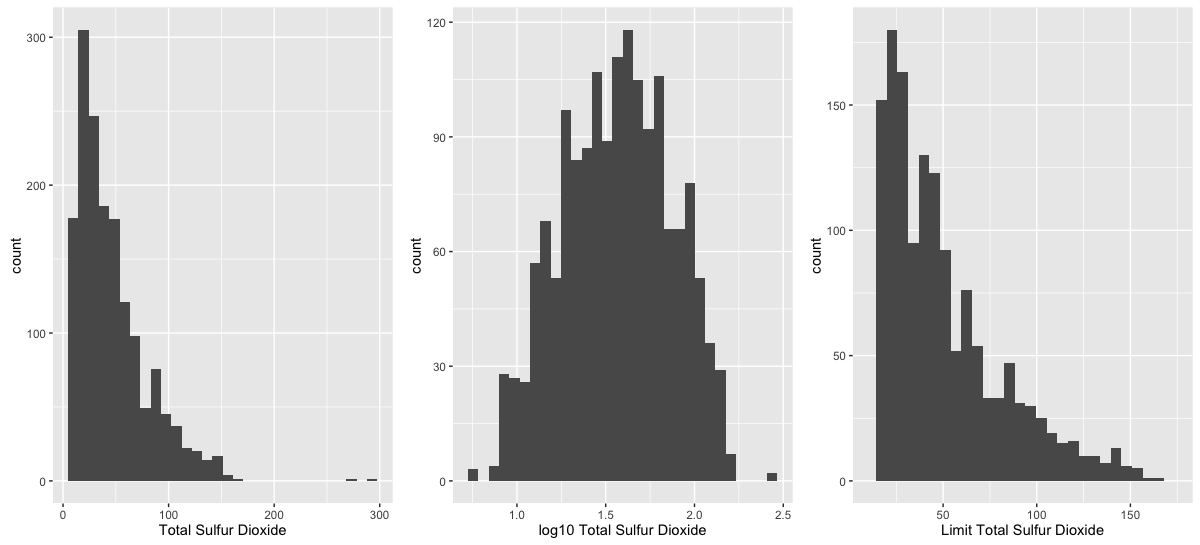 count
300
200
100
0
0 100 200 300
Total Sulfur Dioxide
count
120
90
60
30
0
1.0 1.5 2.0 2.5
log10 Total Sulfur Dioxide
count
150
100
50
0
50 100 150
Limit Total Sulfur Dioxide